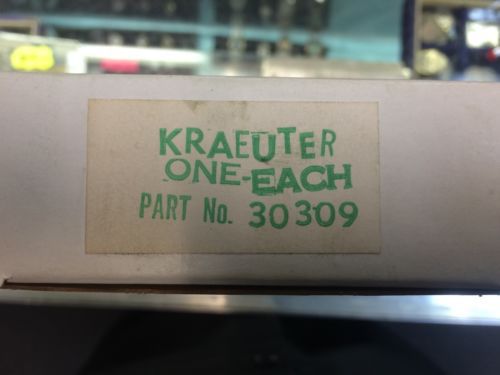 KRAEUTER
ONE-EACH
PART No. 30309